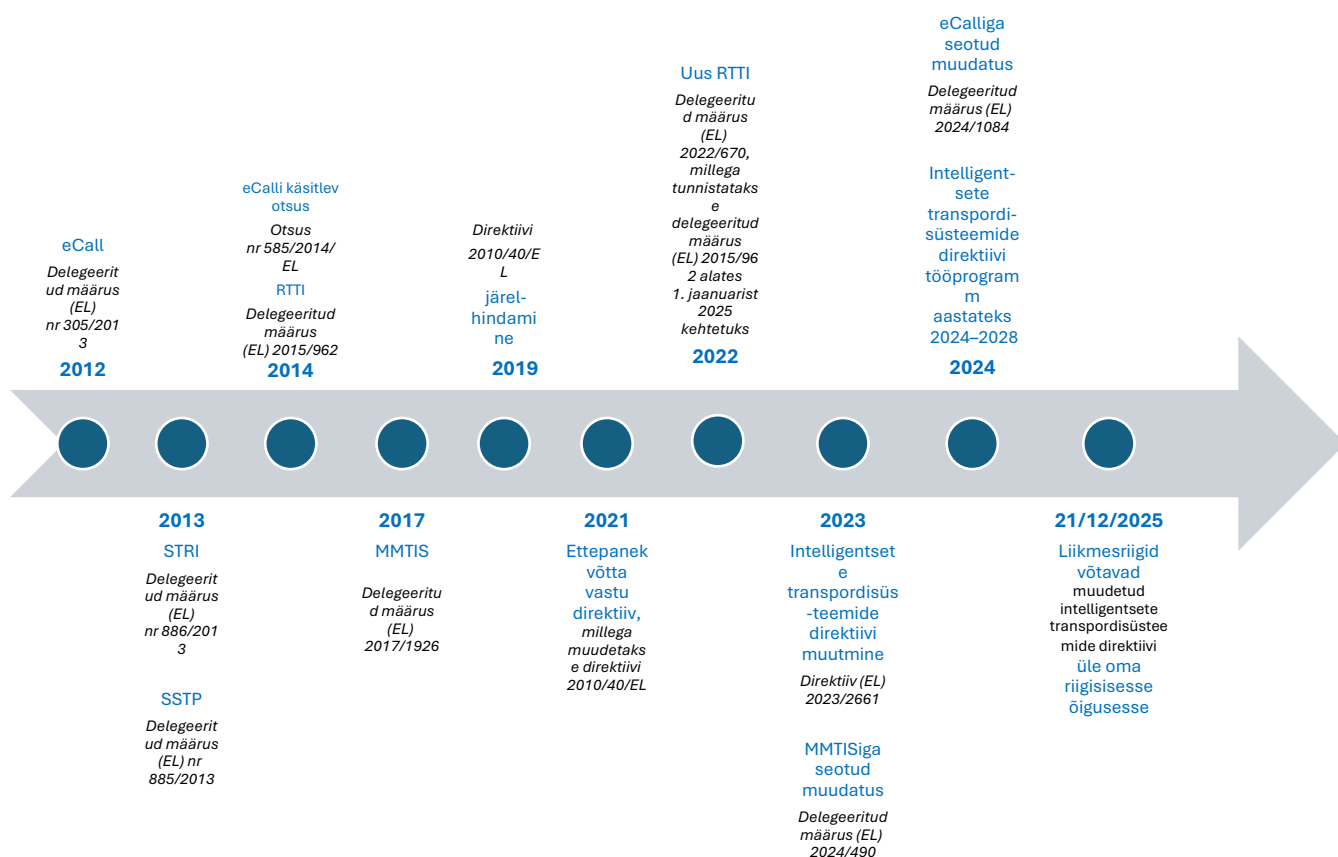 eCall
Delegeerit
ud määrus
(EL)
nr 305/201
3
2012
eCalli käsitlev
otsus
Otsus
nr 585/2014/
EL
RTTI
Delegeeritud
määrus
(EL) 2015/962
2014
Direktiivi
2010/40/E
L
järel-
hindami
ne
2019
Uus RTTI
Delegeeritu
d määrus
(EL)
2022/670,
millega
tunnistataks
e
delegeeritud
määrus
(EL) 2015/96
2 alates
1. jaanuarist
2025
kehtetuks
2022
eCalliga
seotud
muudatus
Delegeeritud
määrus (EL)
2024/1084
Intelligent-
sete
transpordi-
süsteemide
direktiivi
tööprogram
m
aastateks
2024–2028
2024
2013
STRI
Delegeerit
ud määrus
(EL)
nr 886/201
3
SSTP
Delegeerit
ud määrus
(EL) nr
885/2013
2017
MMTIS
Delegeeritu
d määrus
(EL)
2017/1926
2021
Ettepanek
võtta
vastu
direktiiv,
millega
muudetaks
e direktiivi
2010/40/EL
2023
Intelligentset
e
transpordisüs
-teemide
direktiivi
muutmine
Direktiiv (EL)
2023/2661
MMTISiga
seotud
muudatus
Delegeeritud
määrus (EL)
2024/490
21/12/2025
Liikmesriigid
võtavad
muudetud
intelligentsete
transpordisüstee
mide direktiivi
üle oma
riigisisesse
õigusesse